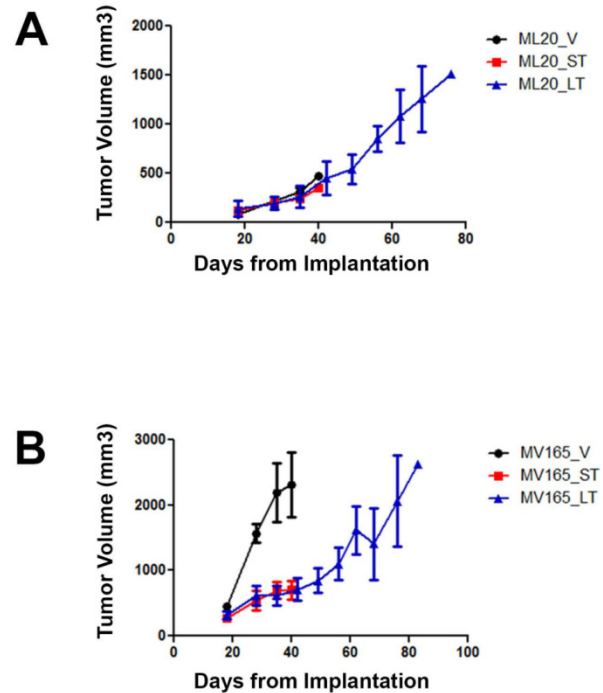 A
Tumor Volume (mm3)
2000
1500
1000
500
0
0 20 40 60 80
Days from Implantation
ML20_V
ML20_ST
ML20_LT
B
Tumor Volume (mm3)
3000
2000
1000
0
0 20 40 60 80 100
Days from Implantation
MV165_V
MV165_ST
MV165_LT